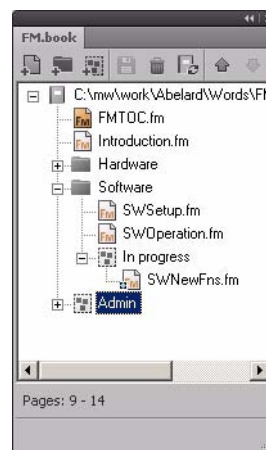 FM.book
C:\mw\work\Abelard\Words\F
FMTOC.fm
Introduction.fm
Hardware
Software
SWSetup.fm
SWOperation.fm
In progress
SWNewFns.fm
Admin
Pages: 9 - 14